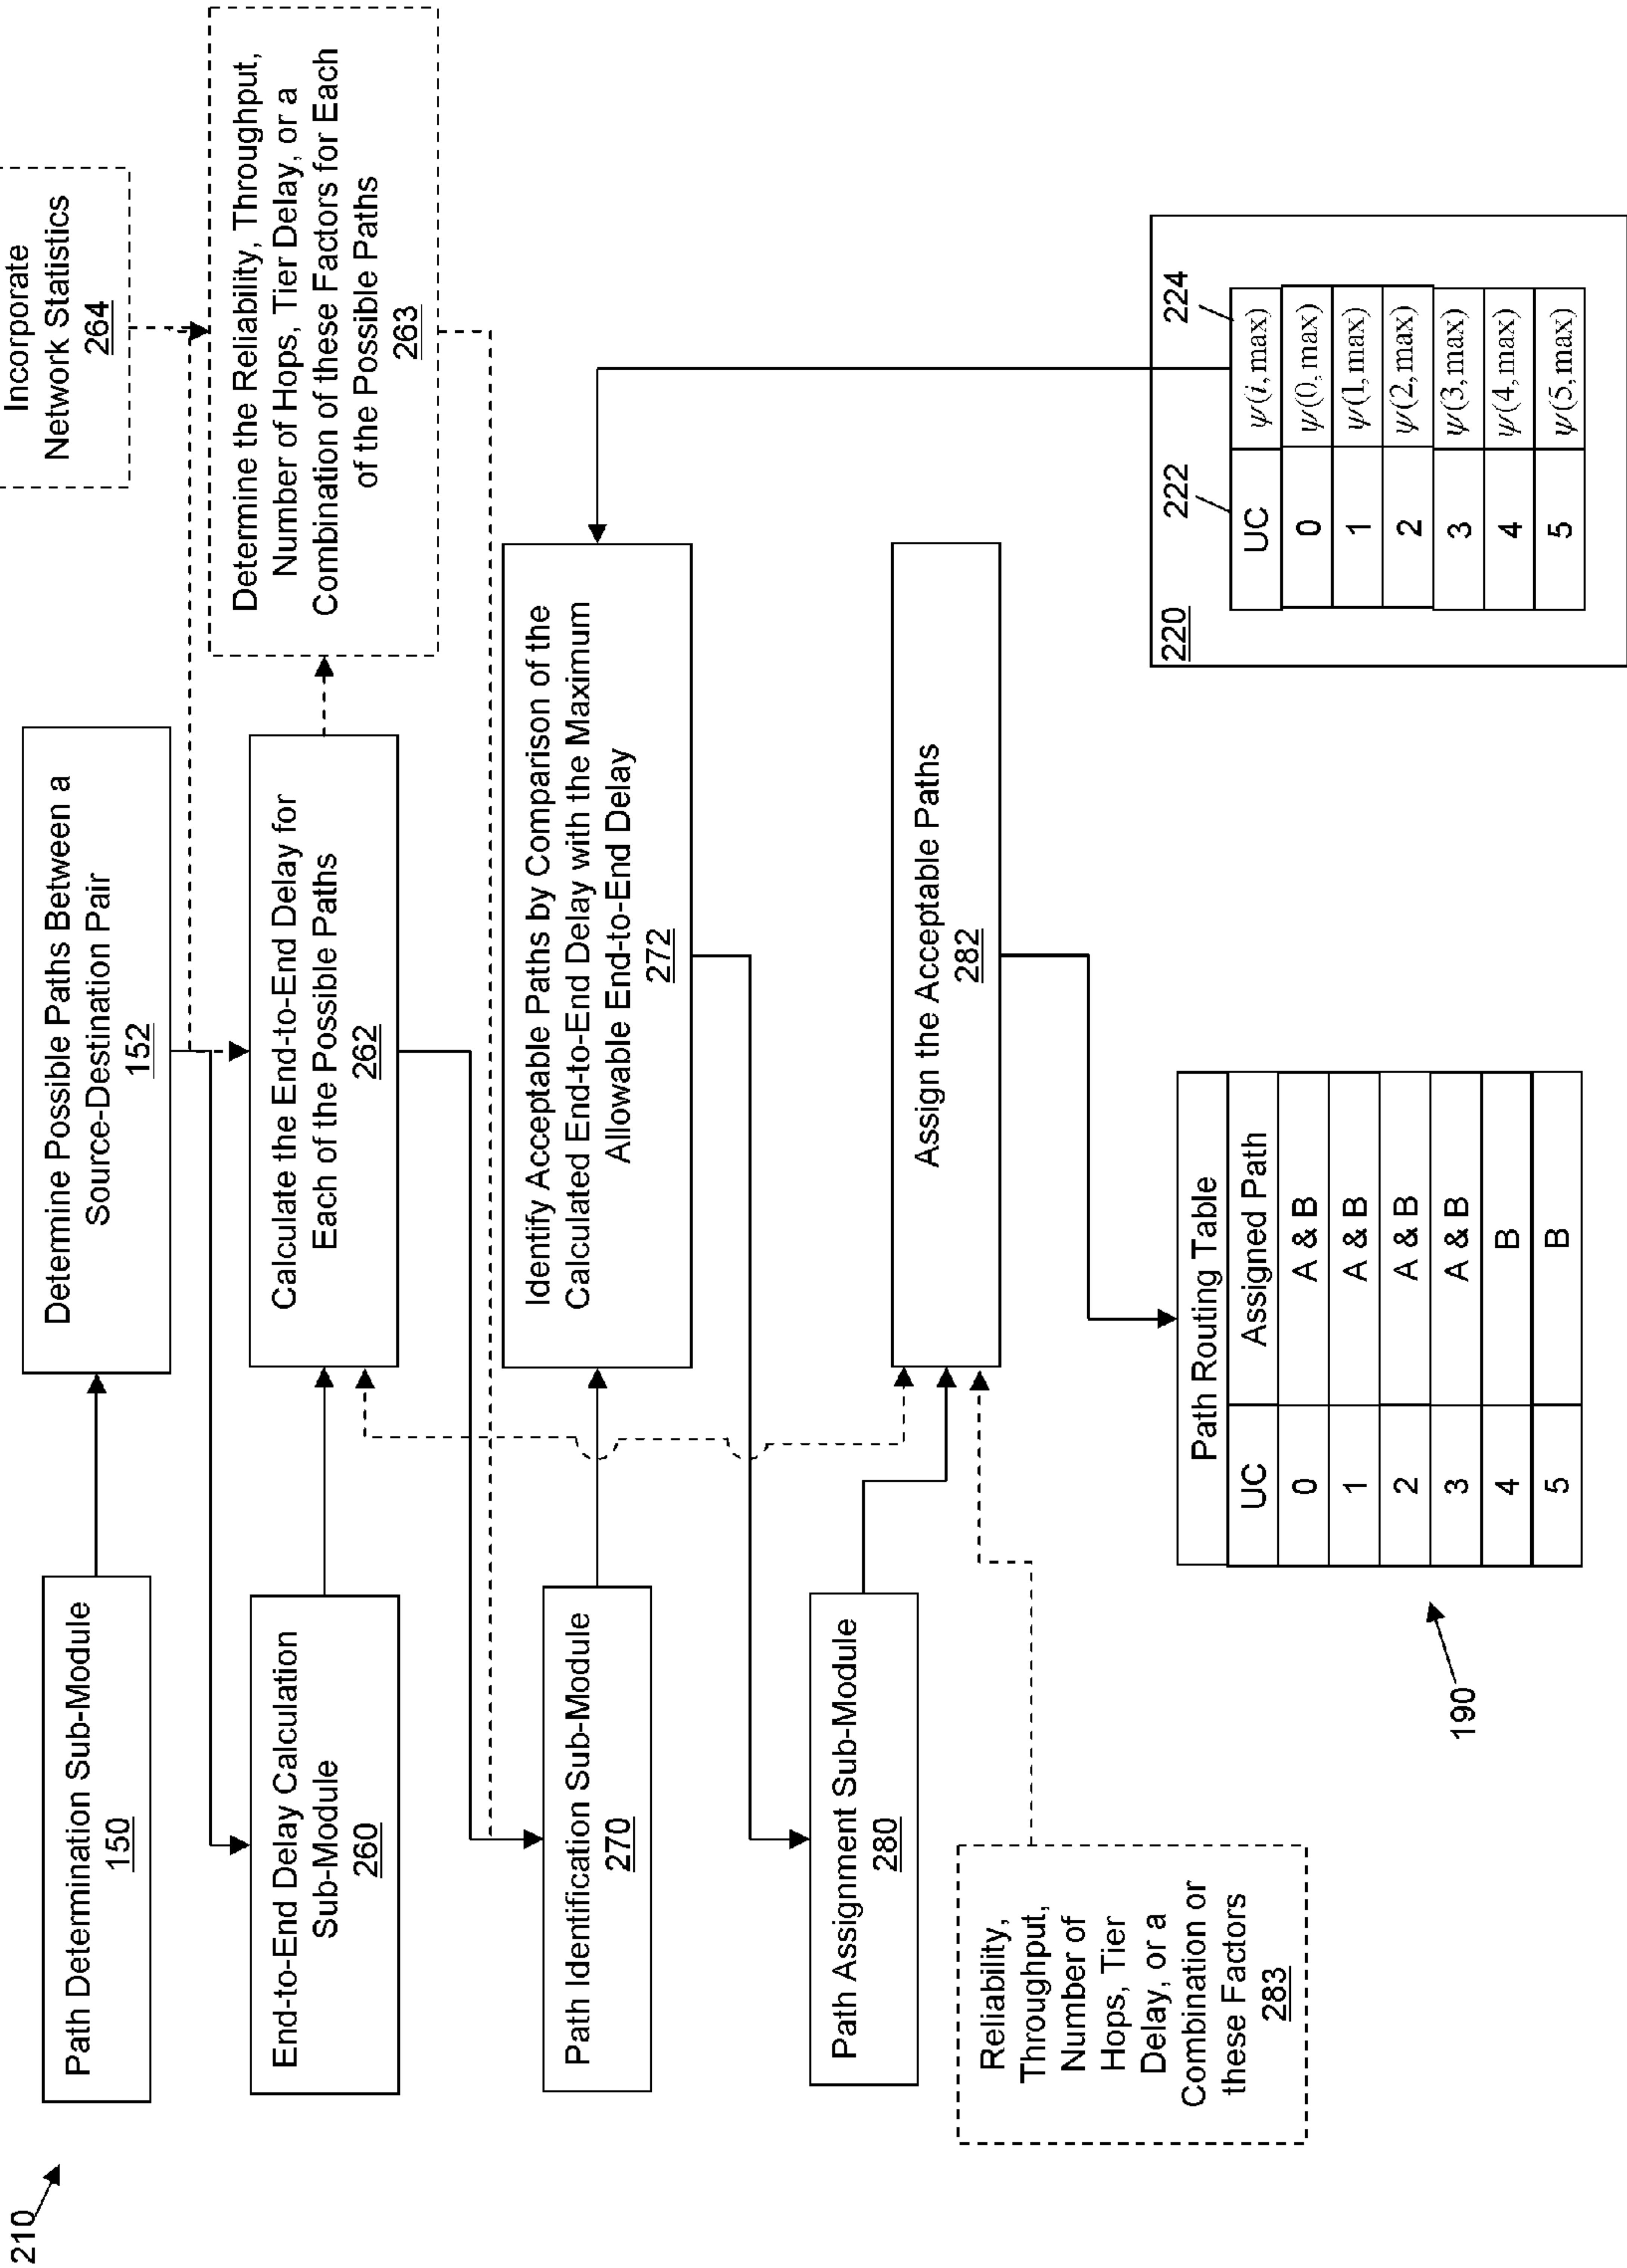 210
Path Determination Sub-Module
150
Determine Possible Paths Between a
Source-Destination Pair
152
Incorporate
Network Statistics
264
End-to-End Delay Calculation
Sub-Module
260
Calculate the End-to-End Delay for
Each of the Possible Paths
262
Determine the Reliability, Throughput,
Number of Hops, Tier Delay, or a
Combination of these Factors for Each
of the Possible Paths
263
Path Identification Sub-Module
270
Identify Acceptable Paths by Comparison of the
Calculated End-to-End Delay with the Maximum
Allowable End-to-End Delay
272
Path Assignment Sub-Module
280
Assign the Acceptable Paths
282
Reliability,
Throughput,
Number of
Hops, Tier
Delay, or a
Combination or
these Factors
283
190
Path Routing Table
UC Assigned Path
0 A & B
1 A & B
2 A & B
3 A & B
4 B
5 B
220
222 224
UC ψ(i,max)
0 ψ(0,max)
1 ψ(1,max)
2 ψ(2,max)
3 ψ(3,max)
4 ψ(4,max)
5 ψ(5,max)